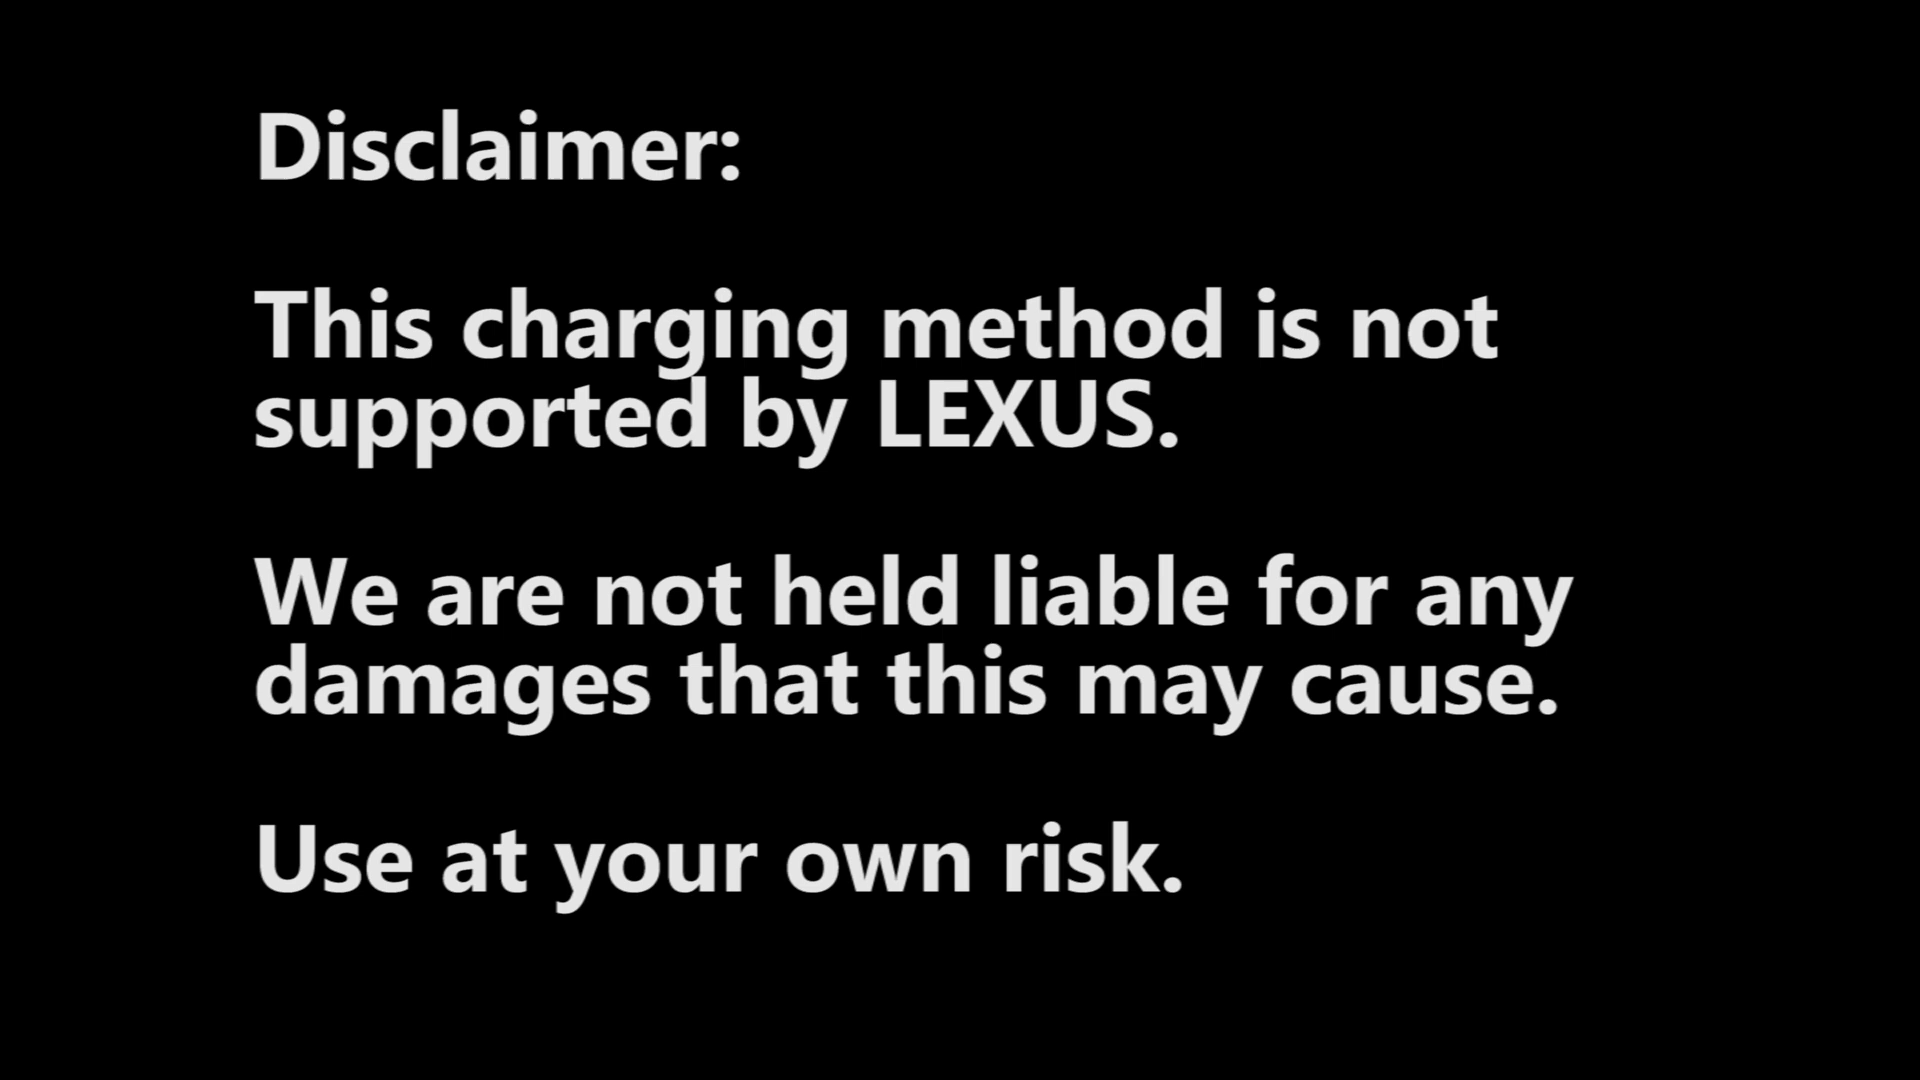 Disclaimer:
This charging method is not
supported by LEXUS.
We are not held liable for any
damages that this may cause.
Use at your own risk.